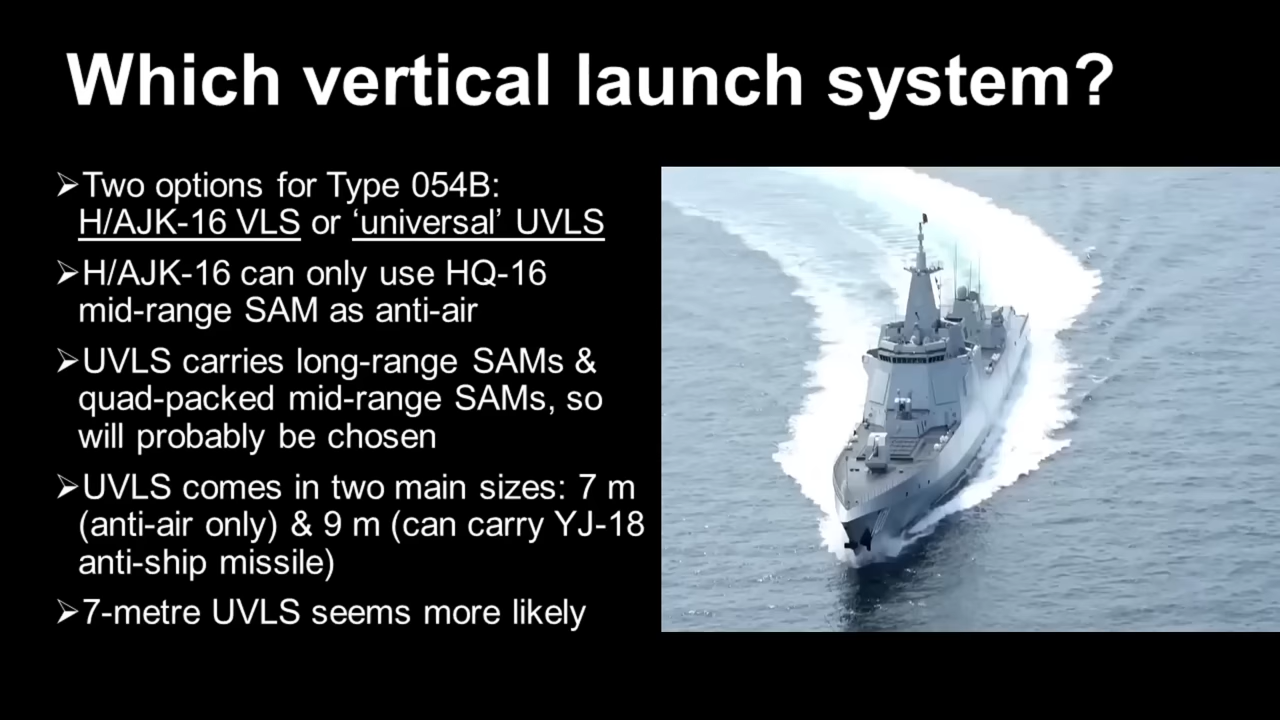 Which vertical launch system?
➢Two options for Type 054B:
H/AJK-16 VLS or ‘universal’ UVLS
➢H/AJK-16 can only use HQ-16
mid-range SAM as anti-air
➢UVLS carries long-range SAMs &
quad-packed mid-range SAMs, so
will probably be chosen
➢UVLS comes in two main sizes: 7 m
(anti-air only) & 9 m (can carry YJ-18
anti-ship missile)
➢7-metre UVLS seems more likely